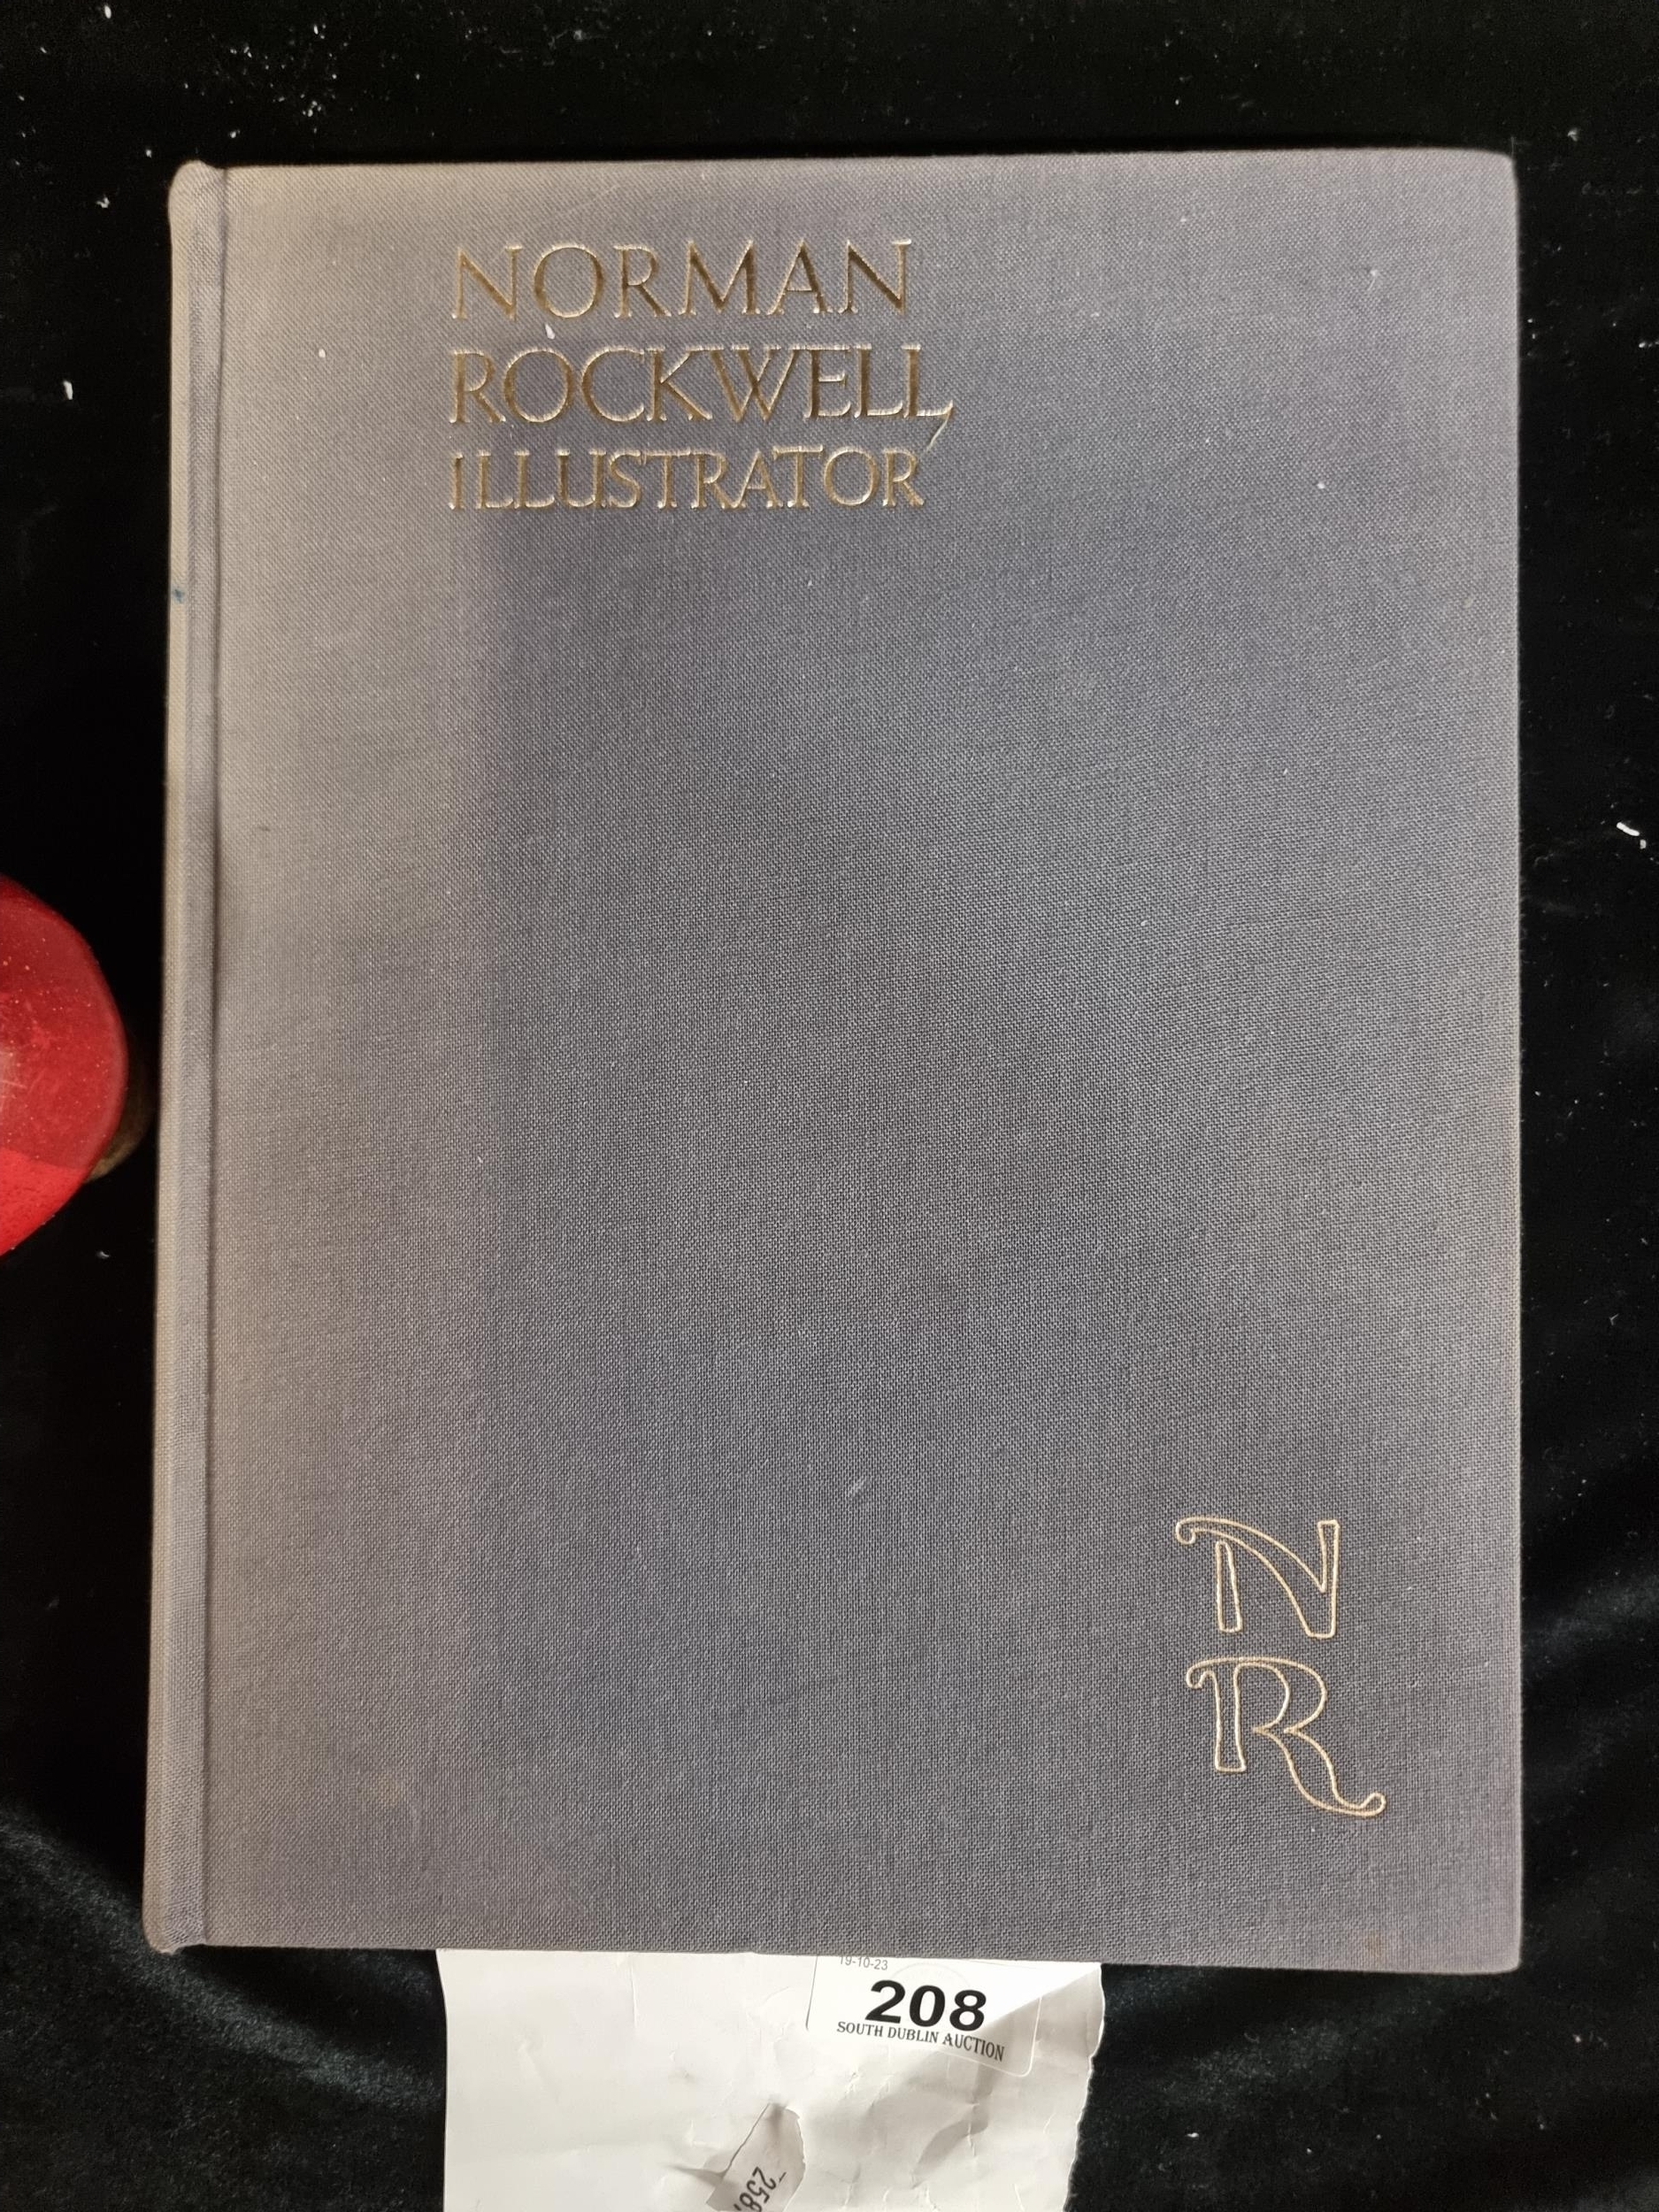 NORMAN
ROCKWELL
ILLUSTRATOR
N
R
19-10-23
208
SOUTH DUBLIN AUCTION